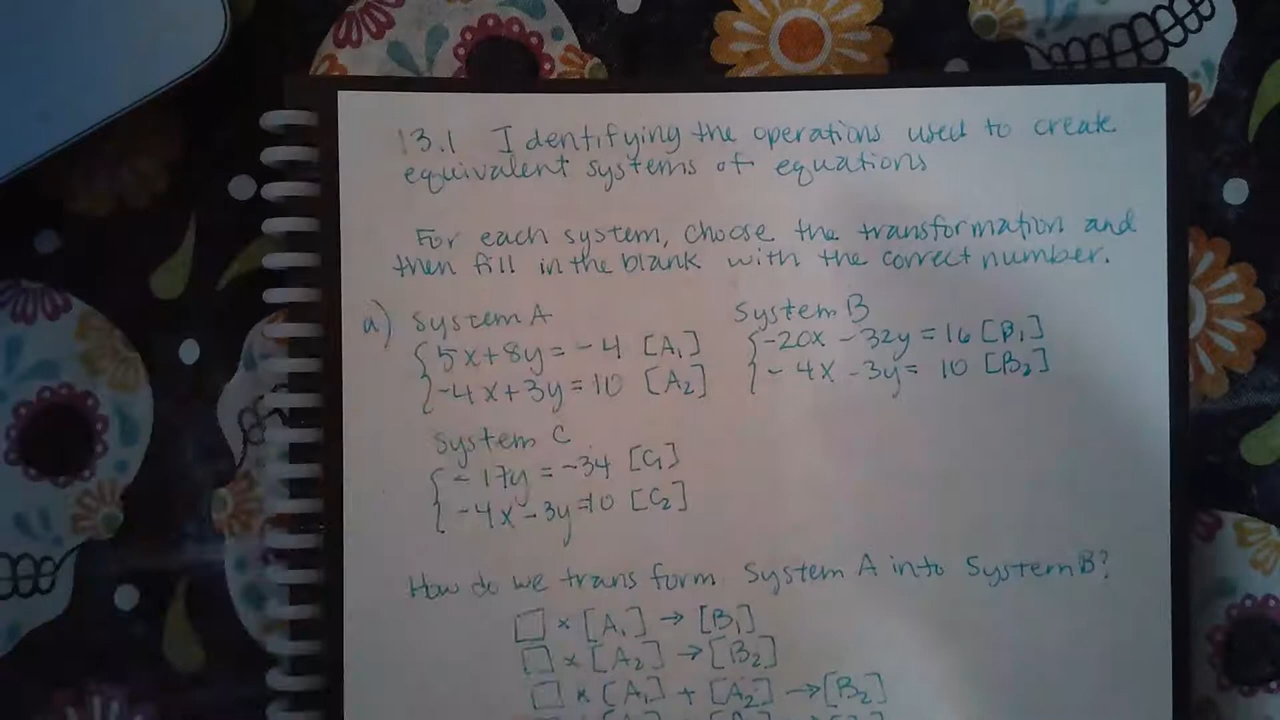 13.1 Identifying the operations used to create
equivalent systems of equations
For each system, choose the transformation and
then fill in the blank with the correct number.
a) System A
{5x+8y=-4 [A₁]
{-4x+3y=10 [A₂]
System B
{-20x-32y=16 [B₁]
{-4x-3y=10 [B₂]
System C
{-17y=-34 [C₁]
{-4x-3y=10 [C₂]
How do we transform System A into System B?
□ × [A₁] → [B₁]
□ × [A₂] → [B₂]
□ × [A₁] + [A₂] → [B₂]